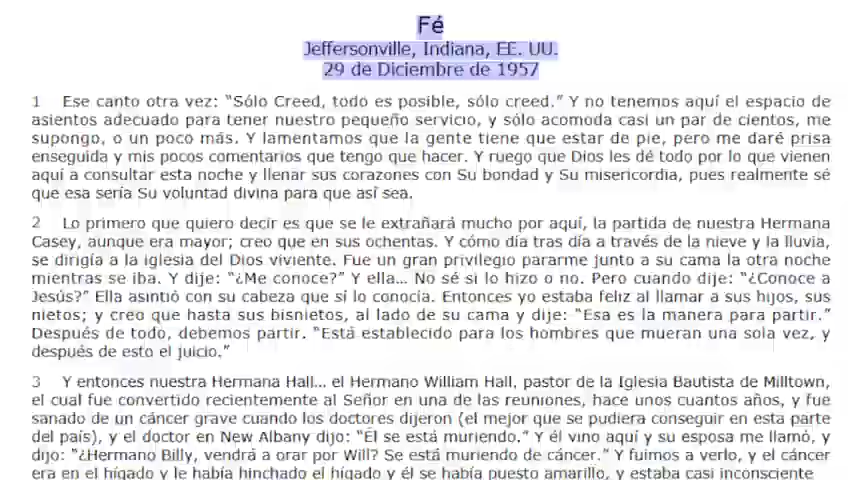 Fé
Jeffersonville, Indiana, EE. UU.
29 de Diciembre de 1957
1 Ese canto otra vez: “Sólo Creed, todo es posible, sólo creed.” Y no tenemos aquí el espacio de
asientos adecuado para tener nuestro pequeño servicio, y sólo acomoda casi un par de cientos, me
supongo, o un poco más. Y lamentamos que la gente tiene que estar de pie, pero me daré prisa
enseguida y mis pocos comentarios que tengo que hacer. Y ruego que Dios les dé todo por lo que vienen
aquí a consultar esta noche y llenar sus corazones con Su bondad y Su misericordia, pues realmente sé
que esa sería Su voluntad divina para que así sea.
2 Lo primero que quiero decir es que se le extrañará mucho por aquí, la partida de nuestra Hermana
Casey, aunque era mayor; creo que en sus ochentas. Y cómo día tras día a través de la nieve y la lluvia,
se dirigía a la iglesia del Dios viviente. Fue un gran privilegio pararme junto a su cama la otra noche
mientras se iba. Y dije: “¿Me conoce?” Y ella… No sé si lo hizo o no. Pero cuando dije: “¿Conoce a
Jesús?” Ella asintió con su cabeza que sí lo conocía. Entonces yo estaba feliz al llamar a sus hijos, sus
nietos; y creo que hasta sus bisnietos, al lado de su cama y dije: “Esa es la manera para partir.”
Después de todo, debemos partir. “Está establecido para los hombres que mueran una sola vez, y
después de esto el juicio.”
3 Y entonces nuestra Hermana Hall… el Hermano William Hall, pastor de la Iglesia Bautista de Milltown,
el cual fue convertido recientemente al Señor en una de las reuniones, hace unos cuantos años, y fue
sanado de un cáncer grave cuando los doctores dijeron (el mejor que se pudiera conseguir en esta parte
del país), y el doctor en New Albany dijo: “Él se está muriendo.” Y él vino aquí y su esposa me llamó, y
dijo: “¿Hermano Billy, vendrá a orar por Will? Se está muriendo de cáncer.” Y fuimos a verlo, y el cáncer
era en el hígado y le había hinchado el hígado y él se había puesto amarillo, y estaba casi inconsciente